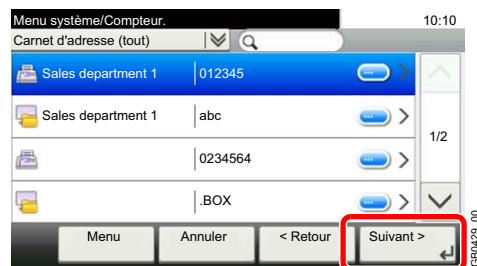 Menu système/Compteur. 10:10
Carnet d'adresse (tout)
Sales department 1 012345
Sales department 1 abc
1/2
0234564
.BOX
Menu Annuler < Retour Suivant >
GB0429_00